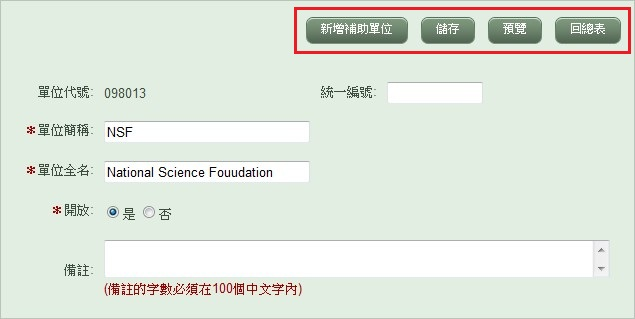 新增補助單位 儲存 預覽 回總表
單位代號: 098013 統一編號:
*單位簡稱: NSF
*單位全名: National Science Fouudation
*開放: 是 否
備註:
(備註的字數必須在100個中文字內)